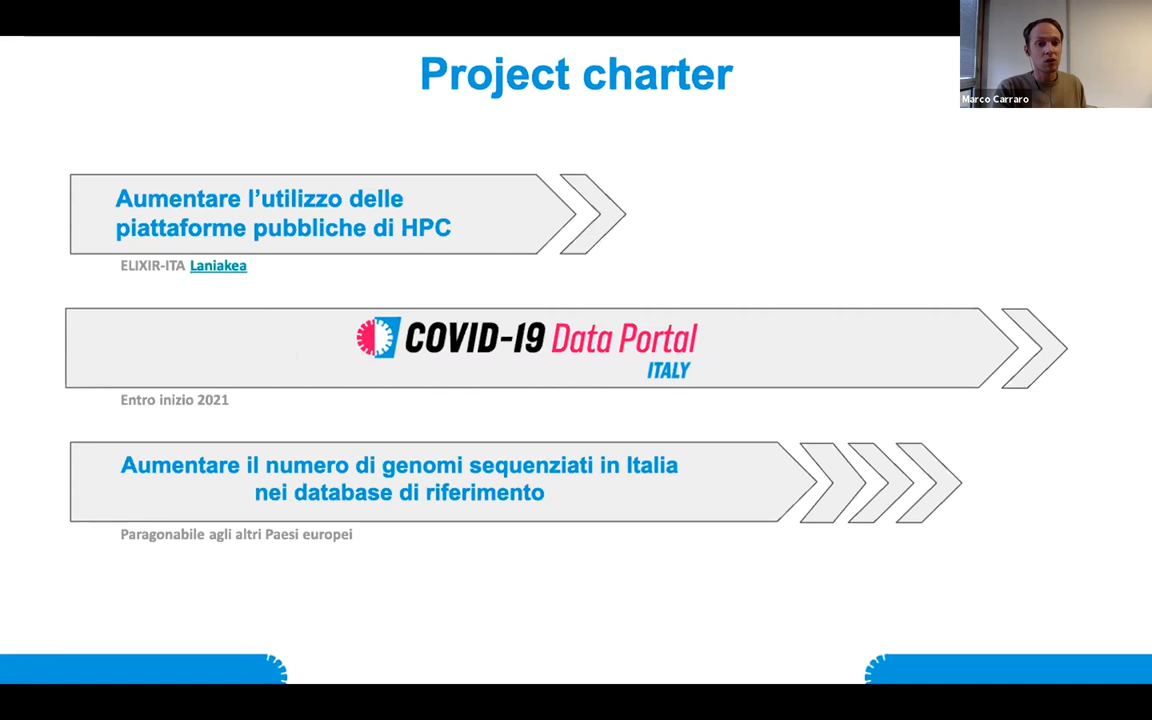 Project charter
Marco Carraro
Aumentare l’utilizzo delle
piattaforme pubbliche di HPC
ELIXIR-ITA Laniakea
COVID-19 Data Portal
ITALY
Entro inizio 2021
Aumentare il numero di genomi sequenziati in Italia
nei database di riferimento
Paragonabile agli altri Paesi europei